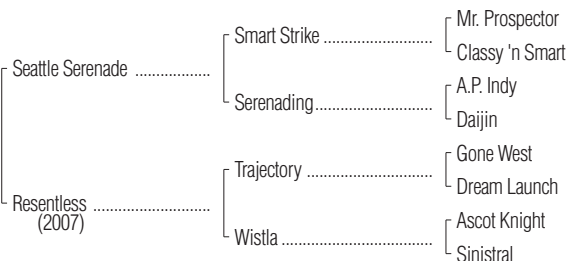 Mr. Prospector
Smart Strike ..........................
Classy 'n Smart
Seattle Serenade ..................
A.P. Indy
Serenading............................
Daijin
Gone West
Trajectory ..............................
Dream Launch
Resentless ............................
(2007)
Ascot Knight
Wistla ....................................
Sinistral